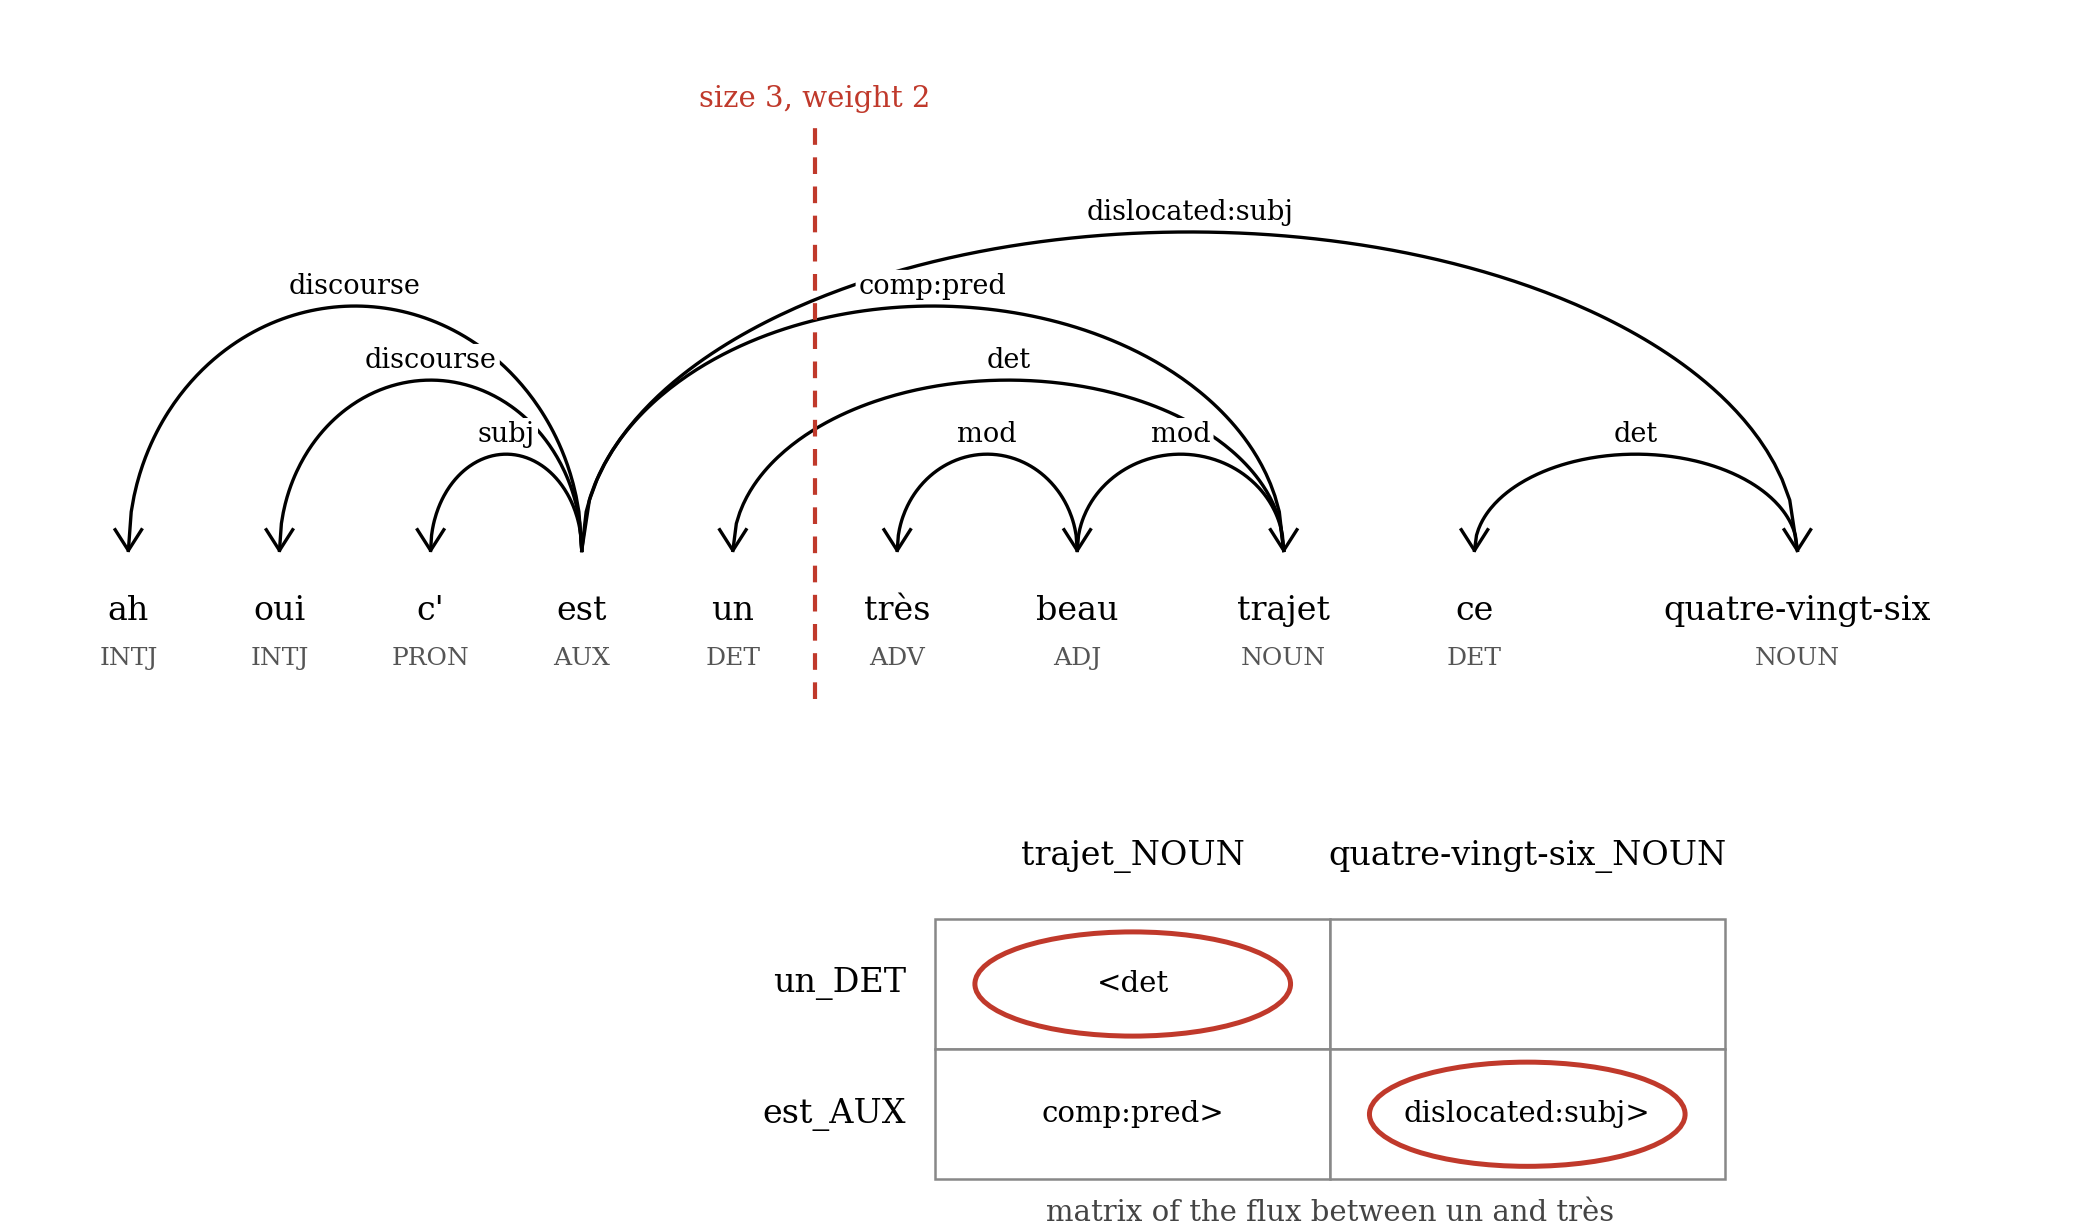 size 3, weight 2
dislocated:subj
discourse comp:pred
discourse det
subj mod mod det
ah oui c' est un très beau trajet ce quatre-vingt-six
INTJ INTJ PRON AUX DET ADV ADJ NOUN DET NOUN
trajet_NOUN quatre-vingt-six_NOUN
un_DET <det
est_AUX comp:pred> dislocated:subj>
matrix of the flux between un and très